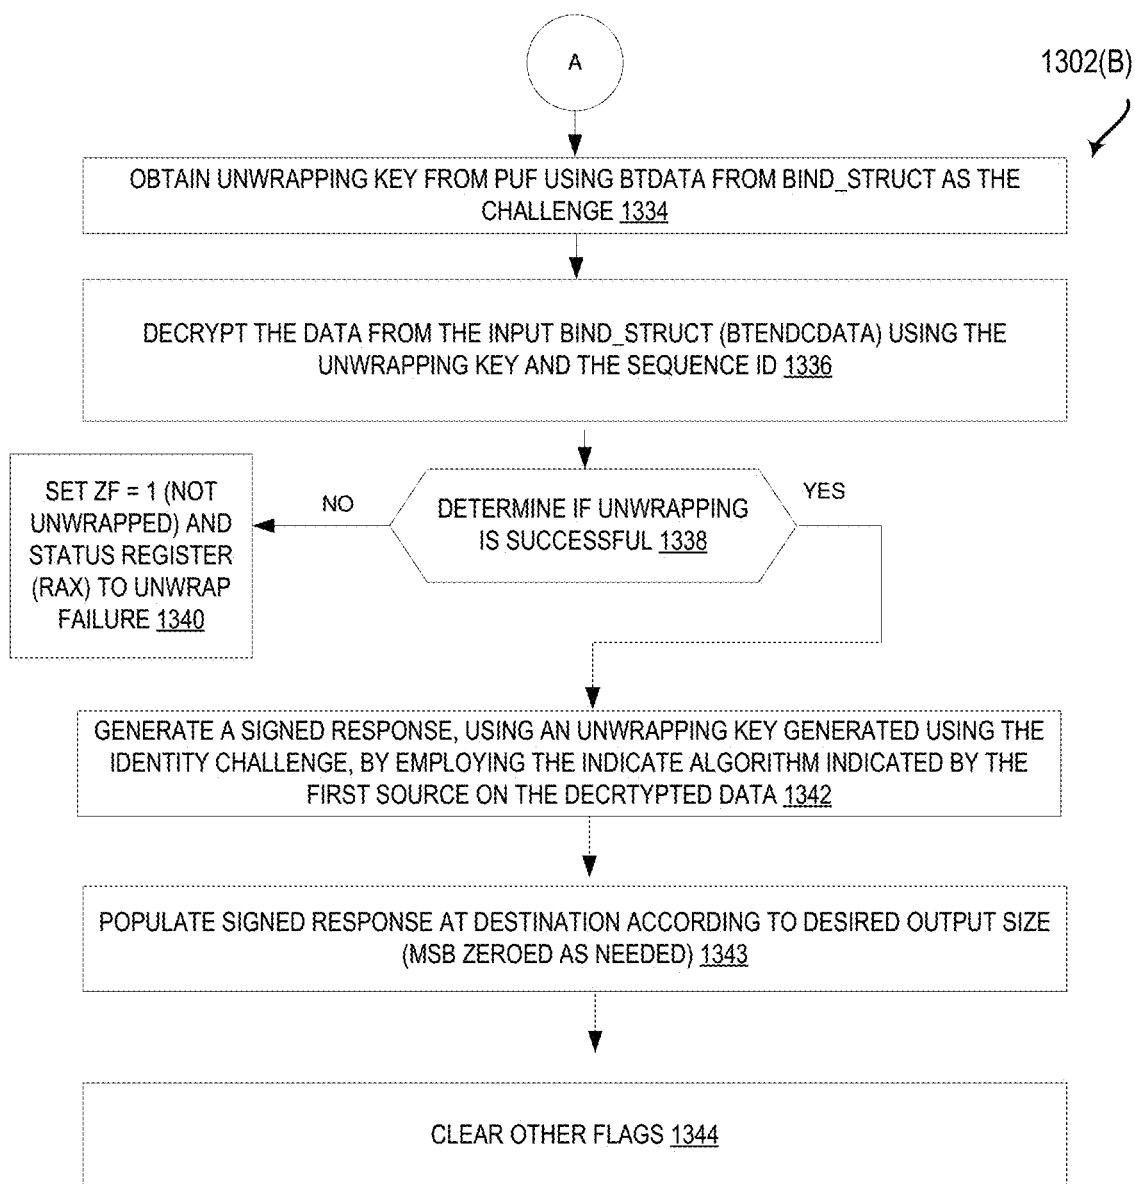 A
1302(B)
OBTAIN UNWRAPPING KEY FROM PUF USING BTDATA FROM BIND_STRUCT AS THE
CHALLENGE 1334
DECRYPT THE DATA FROM THE INPUT BIND_STRUCT (BTENDCDATA) USING THE
UNWRAPPING KEY AND THE SEQUENCE ID 1336
SET ZF = 1 (NOT
UNWRAPPED) AND
STATUS REGISTER
(RAX) TO UNWRAP
FAILURE 1340
NO
DETERMINE IF UNWRAPPING
IS SUCCESSFUL 1338
YES
GENERATE A SIGNED RESPONSE, USING AN UNWRAPPING KEY GENERATED USING THE
IDENTITY CHALLENGE, BY EMPLOYING THE INDICATE ALGORITHM INDICATED BY THE
FIRST SOURCE ON THE DECRTYPTED DATA 1342
POPULATE SIGNED RESPONSE AT DESTINATION ACCORDING TO DESIRED OUTPUT SIZE
(MSB ZEROED AS NEEDED) 1343
CLEAR OTHER FLAGS 1344